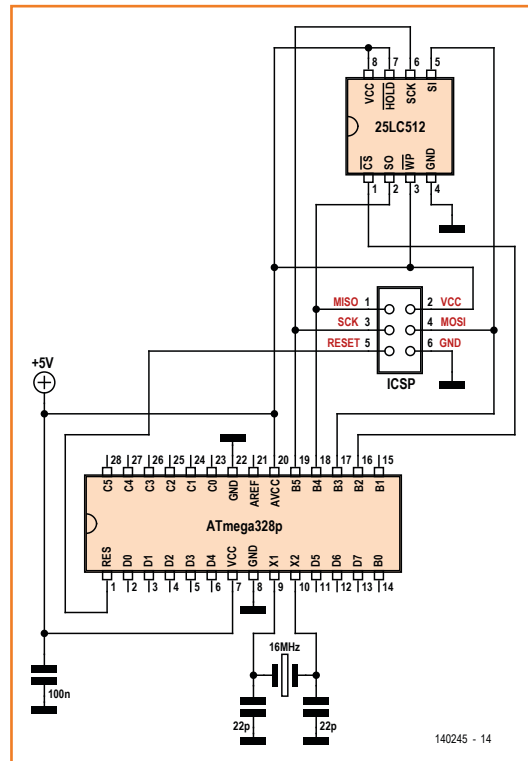 8 7 6 5
VCC HOLD SCK SI
25LC512
CS SO WP GND
1 2 3 4
MISO 1 2 VCC
SCK 3 4 MOSI
RESET 5 6 GND
ICSP
+5V
28 27 26 25 24 23 22 21 20 19 18 17 16 15
C5 C4 C3 C2 C1 C0 GND AREF AVCC B5 B4 B3 B2 B1
ATmega328p
RES D0 D1 D2 D3 D4 VCC GND X1 X2 D5 D6 D7 B0
1 2 3 4 5 6 7 8 9 10 11 12 13 14
16MHz
100n
22p 22p
140245 - 14